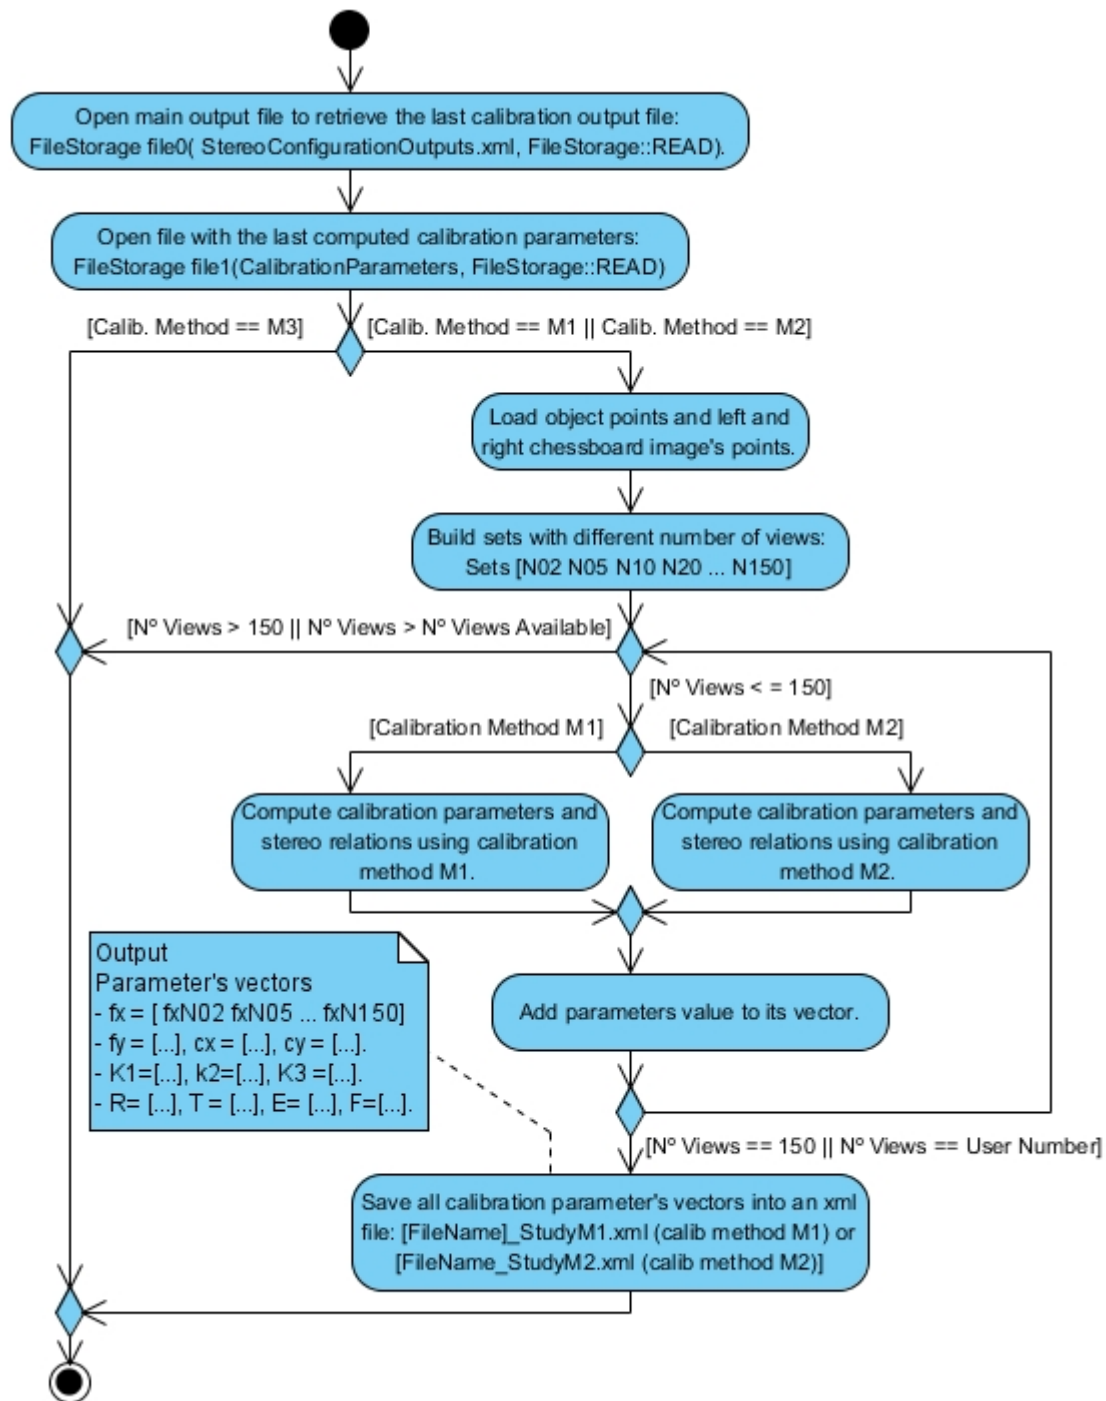 Open main output file to retrieve the last calibration output file:
FileStorage file0( StereoConfigurationOutputs.xml, FileStorage::READ).
Open file with the last computed calibration parameters:
FileStorage file1(CalibrationParameters, FileStorage::READ)
[Calib. Method == M3]
[Calib. Method == M1 || Calib. Method == M2]
Load object points and left and
right chessboard image's points.
Build sets with different number of views:
Sets [N02 N05 N10 N20 ... N150]
[Nº Views > 150 || Nº Views > Nº Views Available]
[Nº Views < = 150]
[Calibration Method M1]
[Calibration Method M2]
Compute calibration parameters and
stereo relations using calibration
method M1.
Compute calibration parameters and
stereo relations using calibration
method M2.
Output
Parameter's vectors
- fx = [ fxN02 fxN05 ... fxN150]
- fy = [...], cx = [...], cy = [...].
- K1=[...], k2=[...], K3 =[...].
- R= [...], T = [...], E= [...], F=[...].
Add parameters value to its vector.
[Nº Views == 150 || Nº Views == User Number]
Save all calibration parameter's vectors into an xml
file: [FileName]_StudyM1.xml (calib method M1) or
[FileName_StudyM2.xml (calib method M2)]